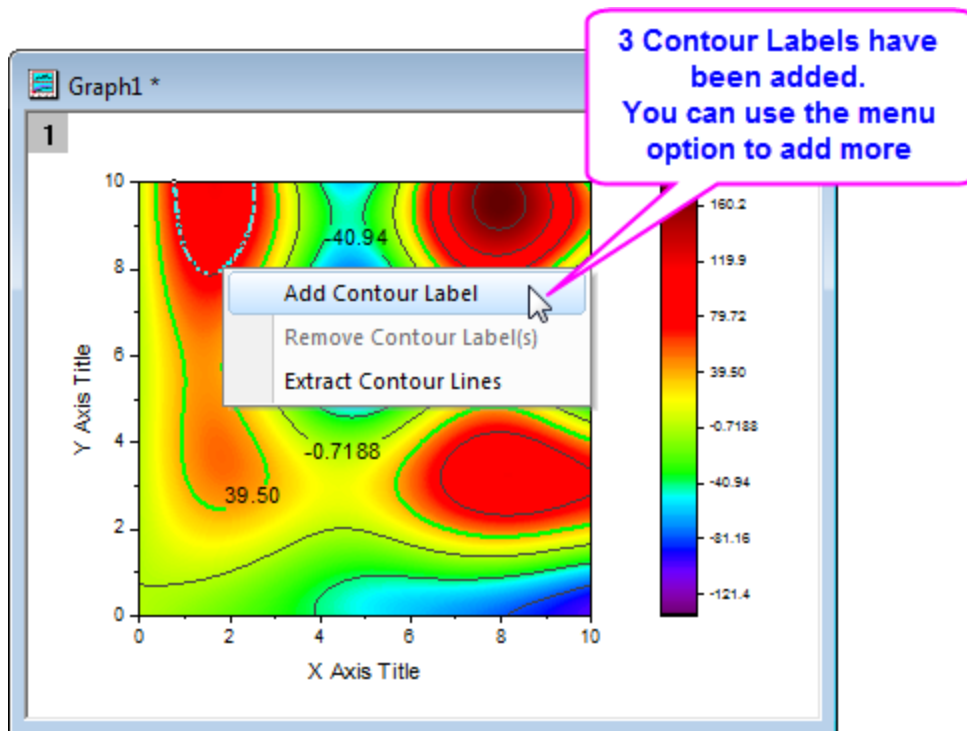 3 Contour Labels have
been added.
You can use the menu
option to add more
Graph1 *
1
10
8
6
4
2
0
Y Axis Title
-40.94
-0.7188
39.50
Add Contour Label
Remove Contour Label(s)
Extract Contour Lines
0 2 4 6 8 10
X Axis Title
160.2
119.9
79.72
39.50
-0.7188
-40.94
-81.16
-121.4